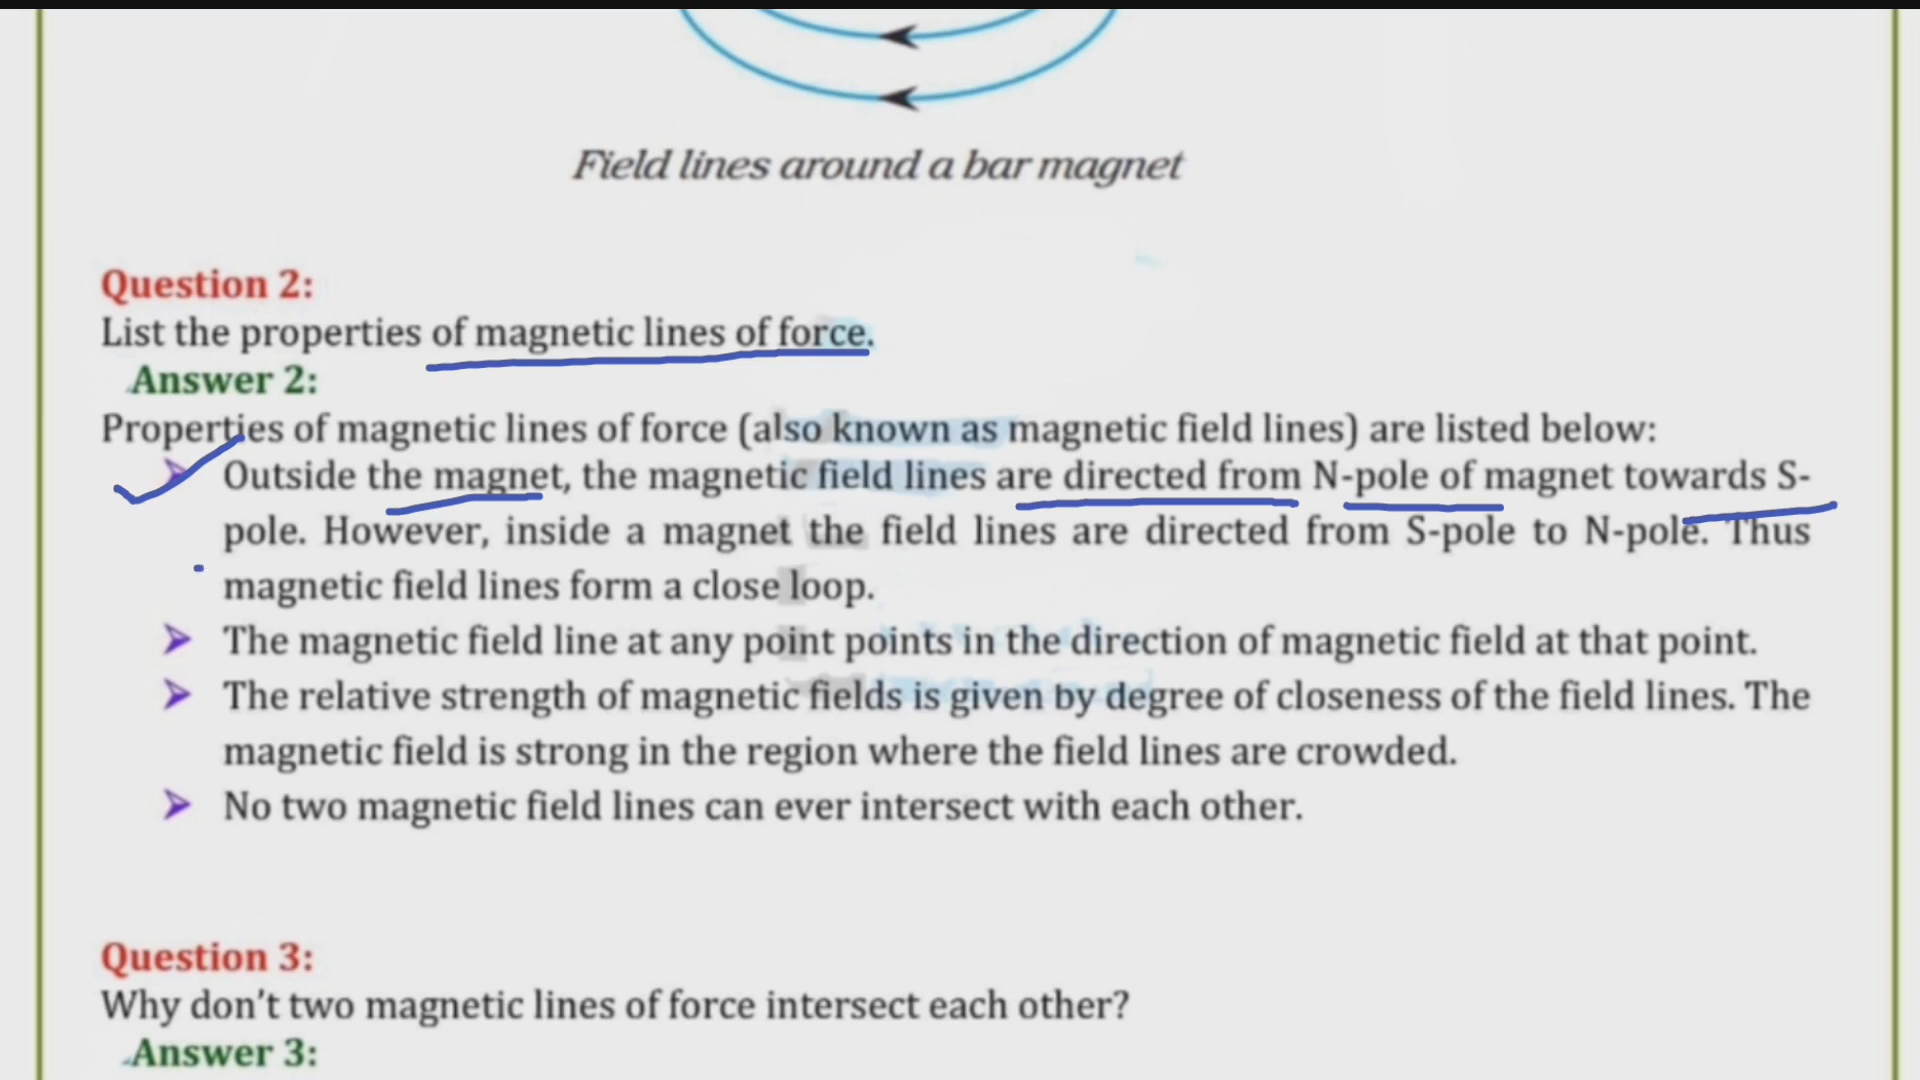 Field lines around a bar magnet
Question 2:
List the properties of magnetic lines of force.
Answer 2:
Properties of magnetic lines of force (also known as magnetic field lines) are listed below:
Outside the magnet, the magnetic field lines are directed from N-pole of magnet towards S-
pole. However, inside a magnet the field lines are directed from S-pole to N-pole. Thus
magnetic field lines form a close loop.
The magnetic field line at any point points in the direction of magnetic field at that point.
The relative strength of magnetic fields is given by degree of closeness of the field lines. The
magnetic field is strong in the region where the field lines are crowded.
No two magnetic field lines can ever intersect with each other.
Question 3:
Why don't two magnetic lines of force intersect each other?
Answer 3: